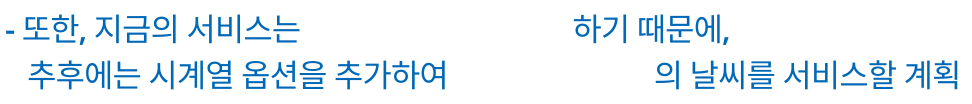 - 또한, 지금의 서비스는 하기 때문에,
추후에는 시계열 옵션을 추가하여 의 날씨를 서비스할 계획